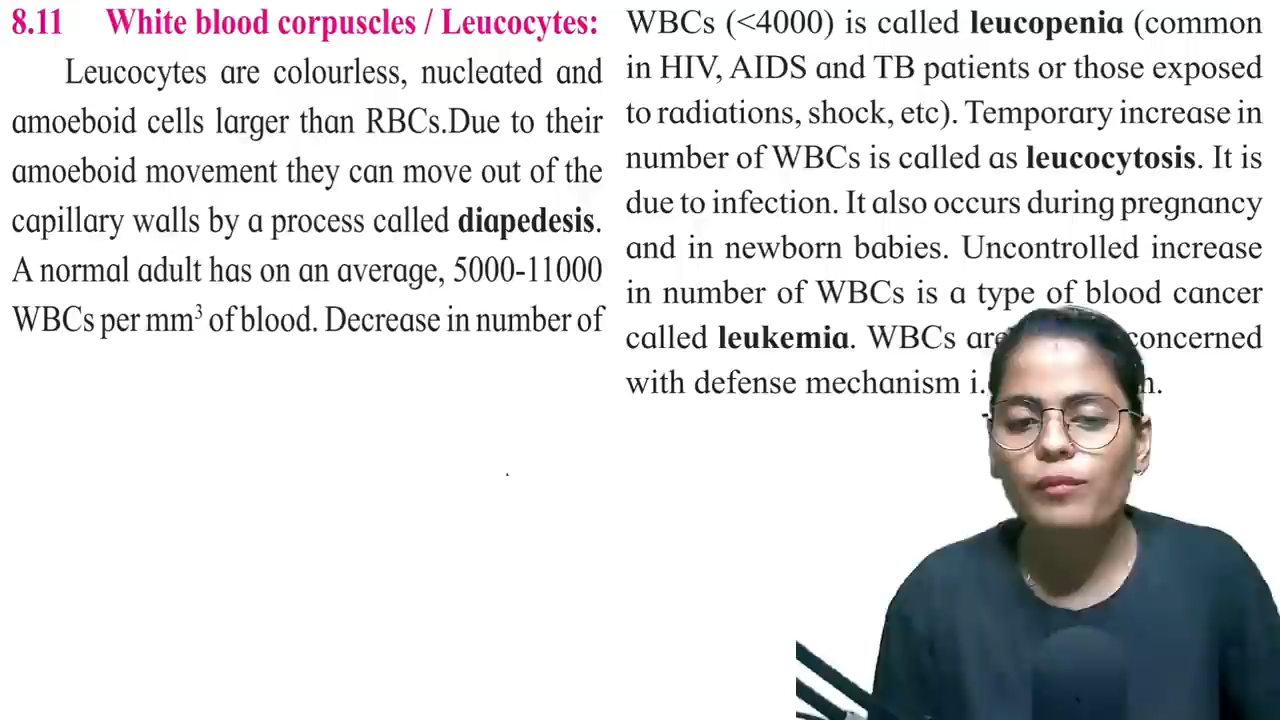 8.11 White blood corpuscles / Leucocytes:
Leucocytes are colourless, nucleated and
amoeboid cells larger than RBCs.Due to their
amoeboid movement they can move out of the
capillary walls by a process called diapedesis.
A normal adult has on an average, 5000-11000
WBCs per mm³ of blood. Decrease in number of
WBCs (<4000) is called leucopenia (common
in HIV, AIDS and TB patients or those exposed
to radiations, shock, etc). Temporary increase in
number of WBCs is called as leucocytosis. It is
due to infection. It also occurs during pregnancy
and in newborn babies. Uncontrolled increase
in number of WBCs is a type of blood cancer
called leukemia. WBCs are concerned
with defense mechanism i.